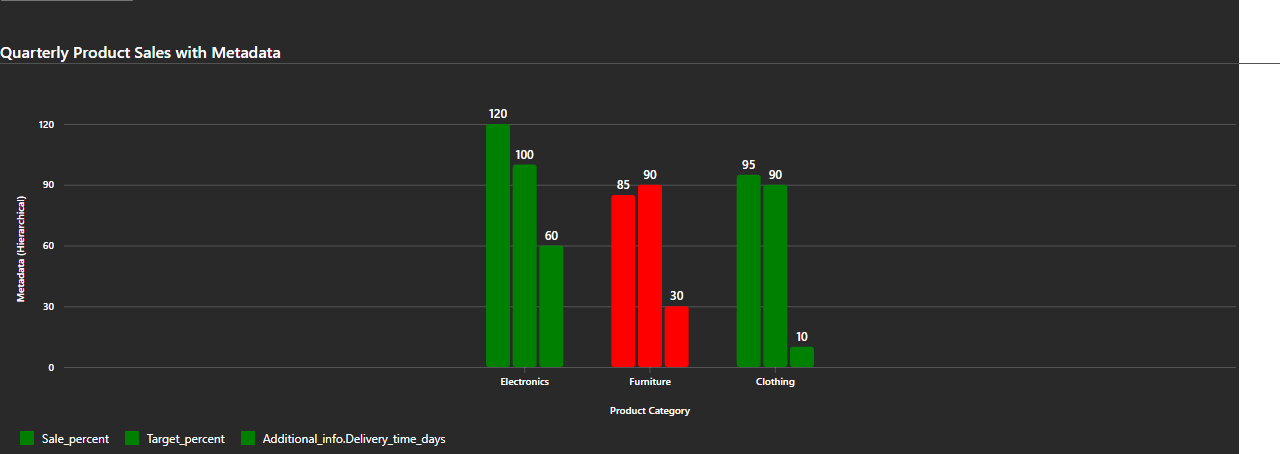 Quarterly Product Sales with Metadata
120
100
95
90
90
85
60
30
10
120
90
60
30
0
Metadata (Hierarchical)
Electronics
Furniture
Clothing
Product Category
Sale_percent
Target_percent
Additional_info.Delivery_time_days